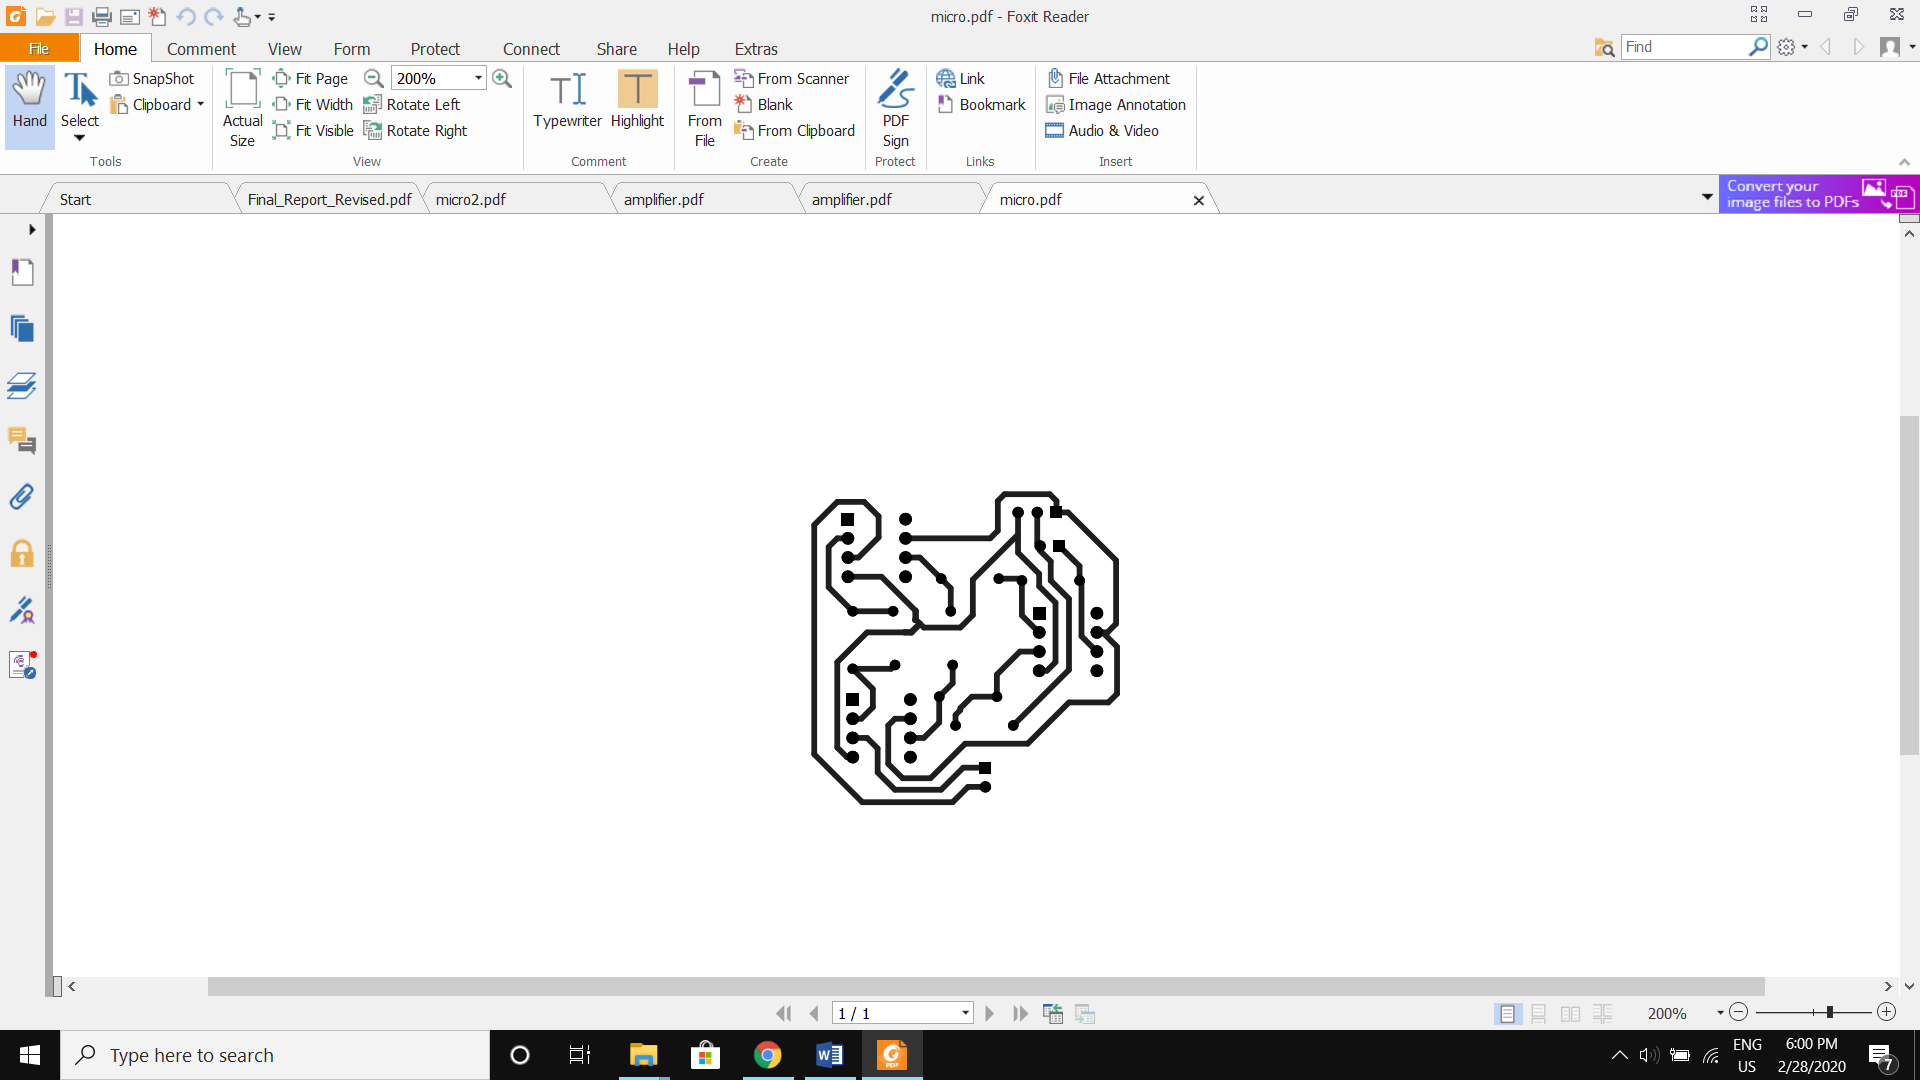 micro.pdf - Foxit Reader
File Home Comment View Form Protect Connect Share Help Extras
Find
Hand
Select
SnapShot
Clipboard
Tools
Actual
Size
Fit Page
Fit Width
Fit Visible
200%
Rotate Left
Rotate Right
View
Typewriter
Highlight
Comment
From
File
From Scanner
Blank
From Clipboard
Create
PDF
Sign
Protect
Link
Bookmark
Links
File Attachment
Image Annotation
Audio & Video
Insert
Start
Final_Report_Revised.pdf
micro2.pdf
amplifier.pdf
amplifier.pdf
micro.pdf
Convert your
image files to PDFs
1 / 1
200%
Type here to search
ENG
US
6:00 PM
2/28/2020
7